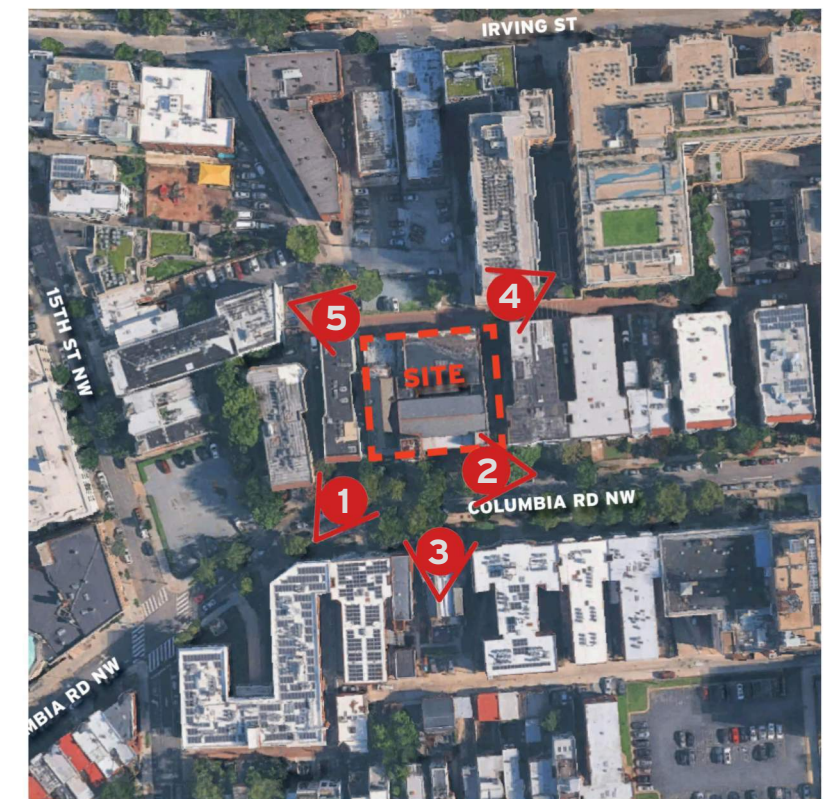 IRVING ST
15TH ST NW
5
4
SITE
2
1
COLUMBIA RD NW
3
MBIA RD NW